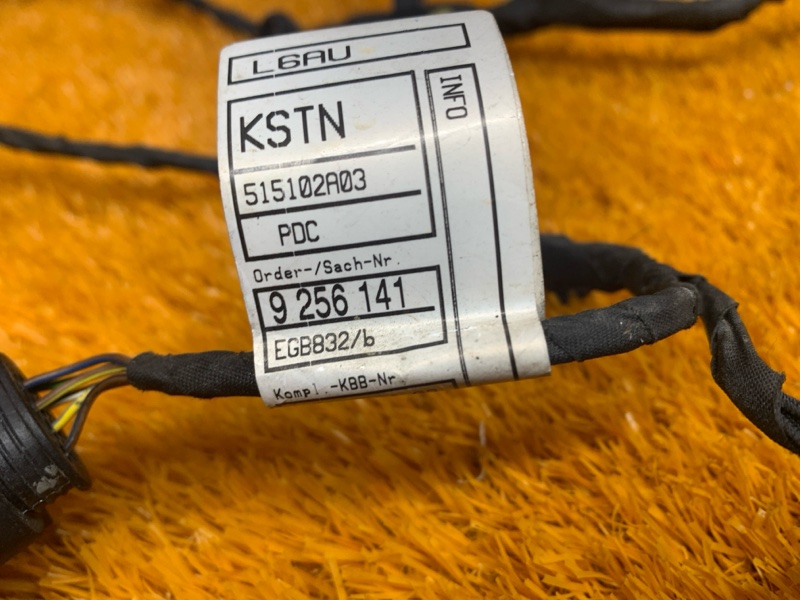 L6AU
KSTN
INFO
515102A03
PDC
Order-/Sach-Nr.
9 256 141
EGB832/b
Kompl.-KBB-Nr